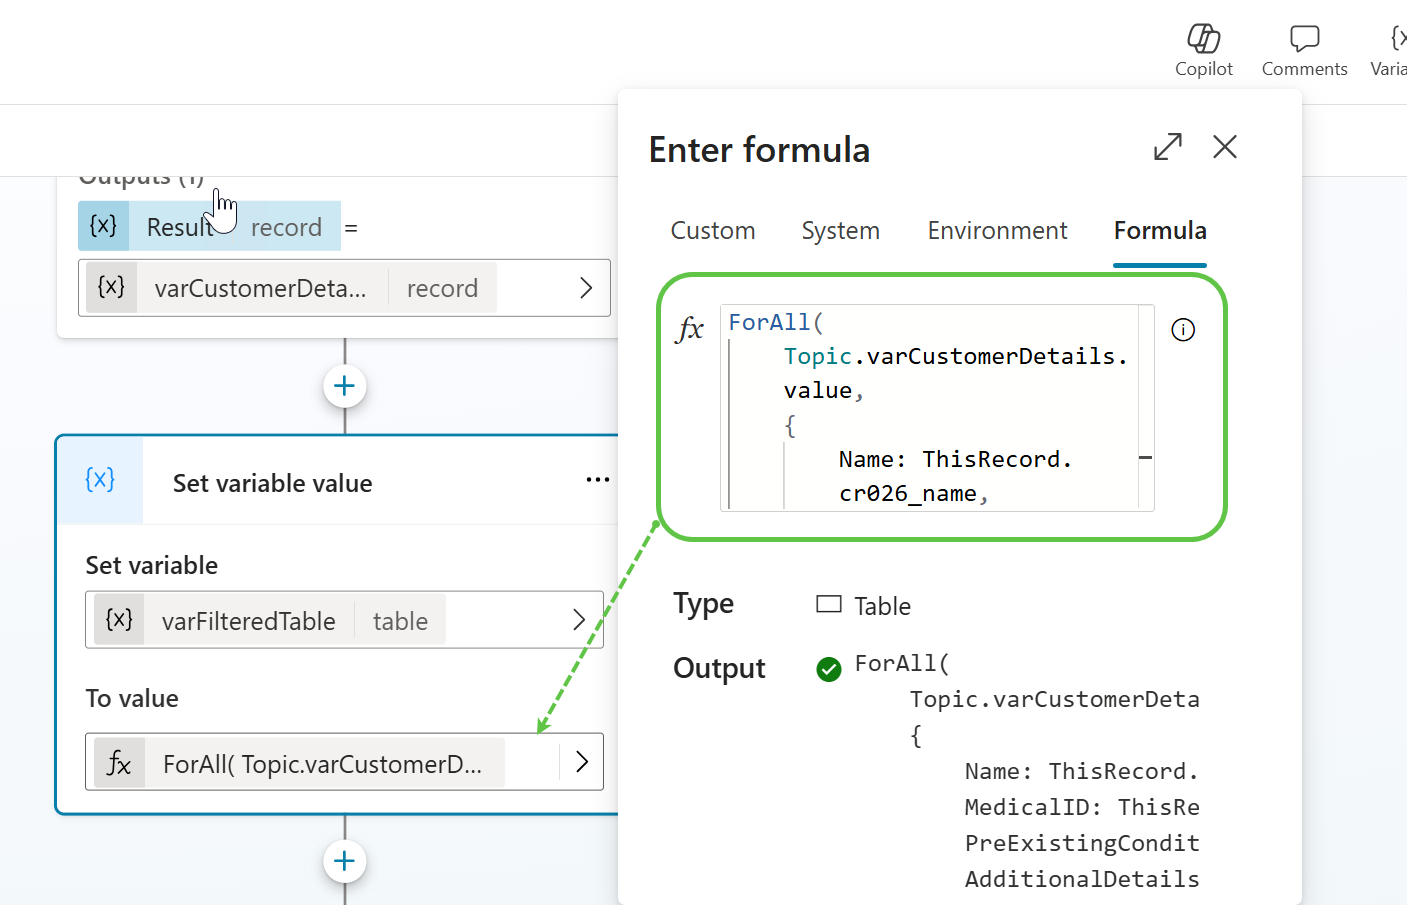 Copilot
Comments
{x
Varia
Outputs (1)
{x} Result record =
{x} varCustomerDeta... record
{x} Set variable value ...
Set variable
{x} varFilteredTable table
To value
fx ForAll( Topic.varCustomerD...
Enter formula
Custom System Environment Formula
fx ForAll(
Topic.varCustomerDetails.
value,
{
Name: ThisRecord.
cr026_name,
Type Table
Output ForAll(
Topic.varCustomerDeta
{
Name: ThisRecord.
MedicalID: ThisRe
PreExistingCondit
AdditionalDetails